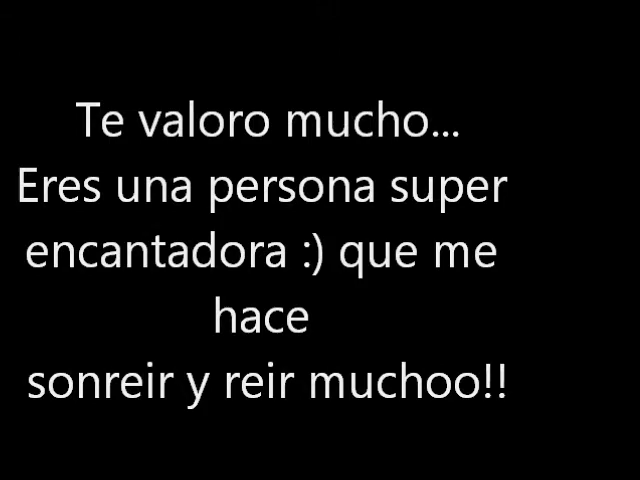 Te valoro mucho...
Eres una persona super
encantadora :) que me
hace
sonreir y reir muchoo!!